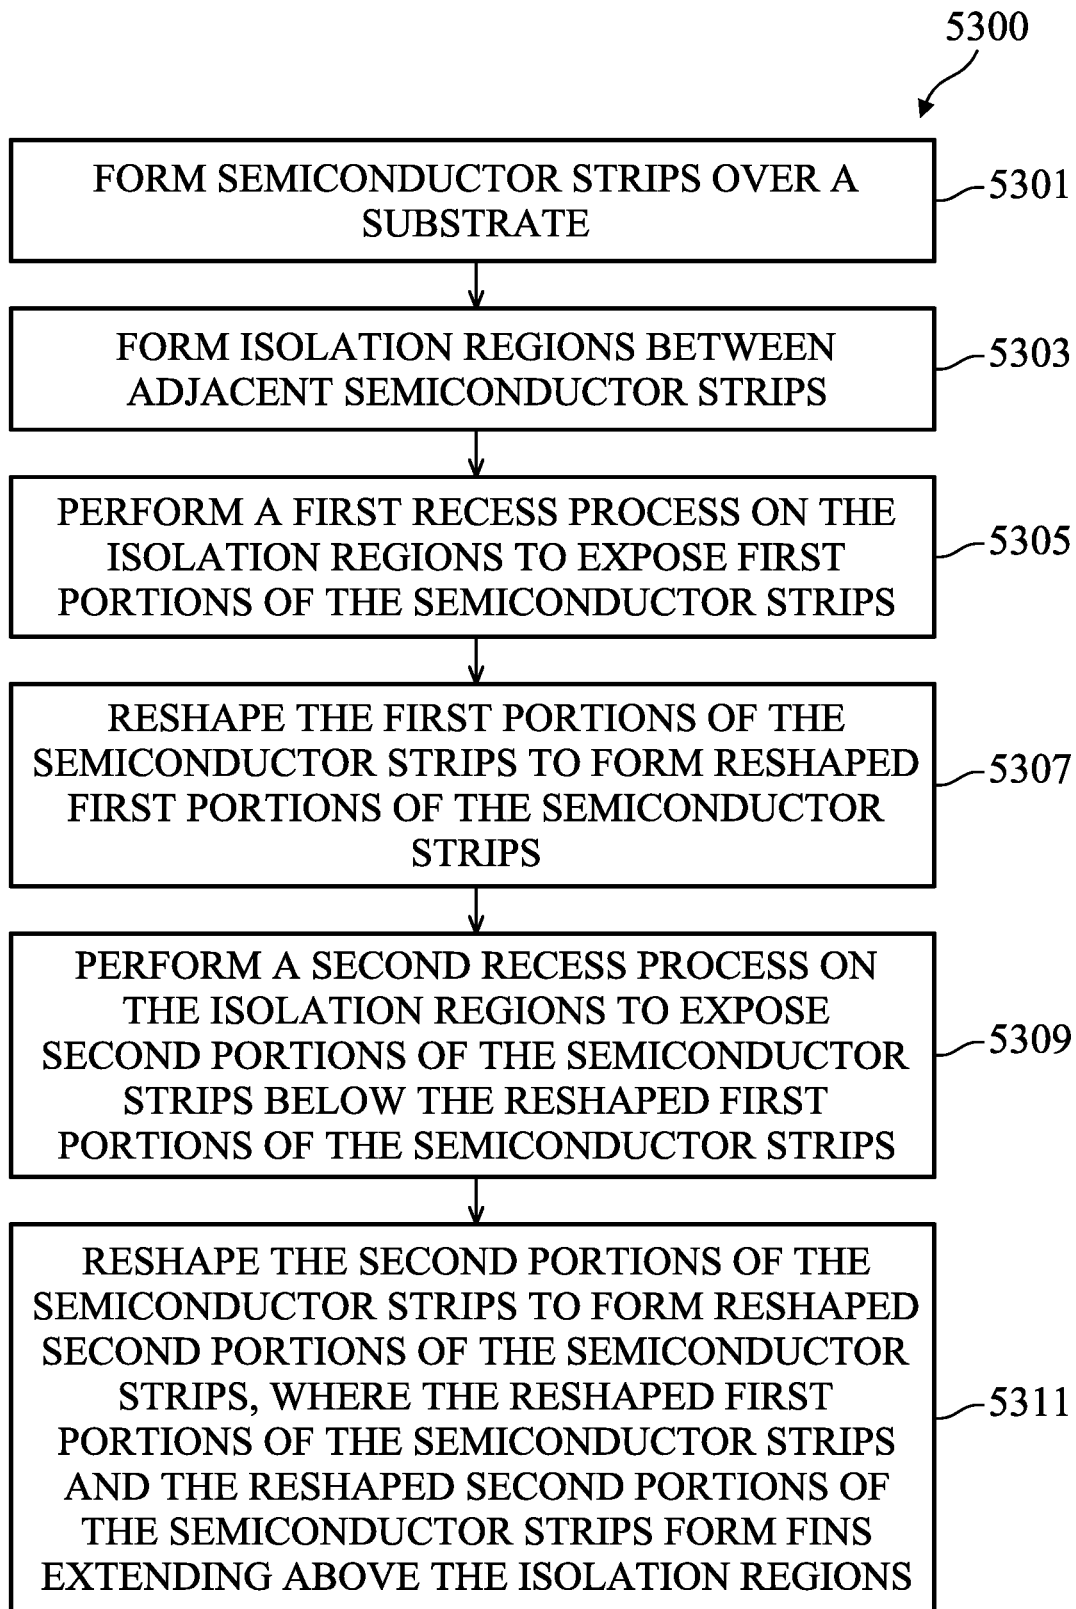 5300
FORM SEMICONDUCTOR STRIPS OVER A
SUBSTRATE
5301
FORM ISOLATION REGIONS BETWEEN
ADJACENT SEMICONDUCTOR STRIPS
5303
PERFORM A FIRST RECESS PROCESS ON THE
ISOLATION REGIONS TO EXPOSE FIRST
PORTIONS OF THE SEMICONDUCTOR STRIPS
5305
RESHAPE THE FIRST PORTIONS OF THE
SEMICONDUCTOR STRIPS TO FORM RESHAPED
FIRST PORTIONS OF THE SEMICONDUCTOR
STRIPS
5307
PERFORM A SECOND RECESS PROCESS ON
THE ISOLATION REGIONS TO EXPOSE
SECOND PORTIONS OF THE SEMICONDUCTOR
STRIPS BELOW THE RESHAPED FIRST
PORTIONS OF THE SEMICONDUCTOR STRIPS
5309
RESHAPE THE SECOND PORTIONS OF THE
SEMICONDUCTOR STRIPS TO FORM RESHAPED
SECOND PORTIONS OF THE SEMICONDUCTOR
STRIPS, WHERE THE RESHAPED FIRST
PORTIONS OF THE SEMICONDUCTOR STRIPS
AND THE RESHAPED SECOND PORTIONS OF
THE SEMICONDUCTOR STRIPS FORM FINS
EXTENDING ABOVE THE ISOLATION REGIONS
5311